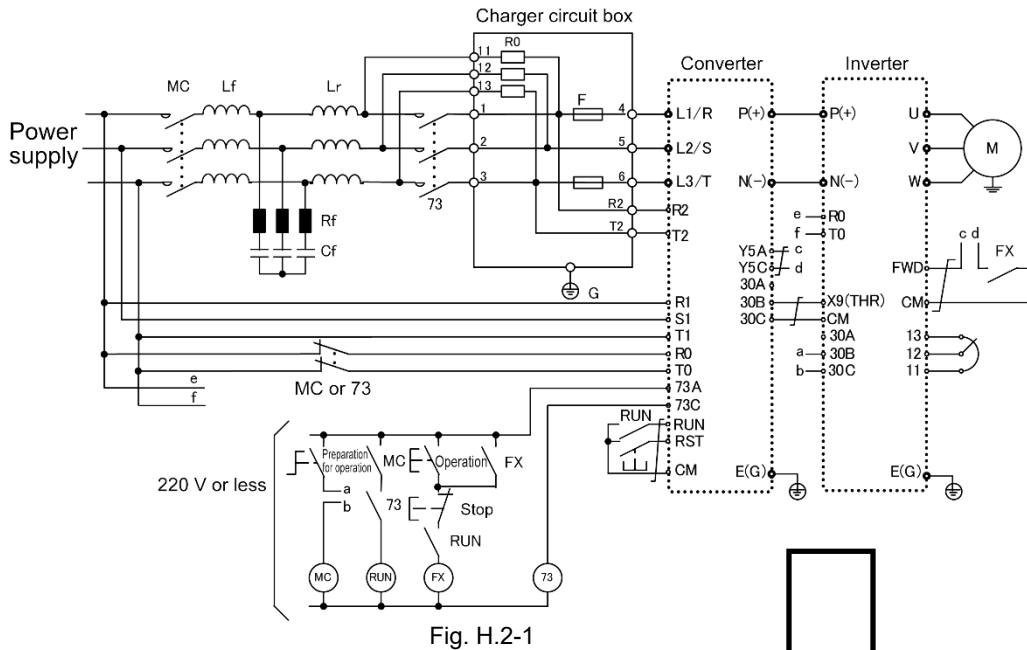 Charger circuit box
11 R0
12
13
MC Lf Lr
Converter Inverter
Power
supply
1 F 4 L1/R P(+) P(+) U
2 5 L2/S V M
3 6 L3/T N(-) N(-) W
73
R2 R2
T2 T2
Rf
Cf
G
e R0
f T0
Y5A c
Y5C d
c d FX
FWD
30A
R1 30B X9(THR) CM
S1 30C CM
T1 30A 13
R0 a 30B 12
T0 b 30C 11
MC or 73
e
f
73A
73C
RUN RUN
RST
CM
E(G) E(G)
220 V or less
Preparation
for operation
MC Operation FX
a
b
73 Stop
RUN
MC RUN FX 73
Fig. H.2-1